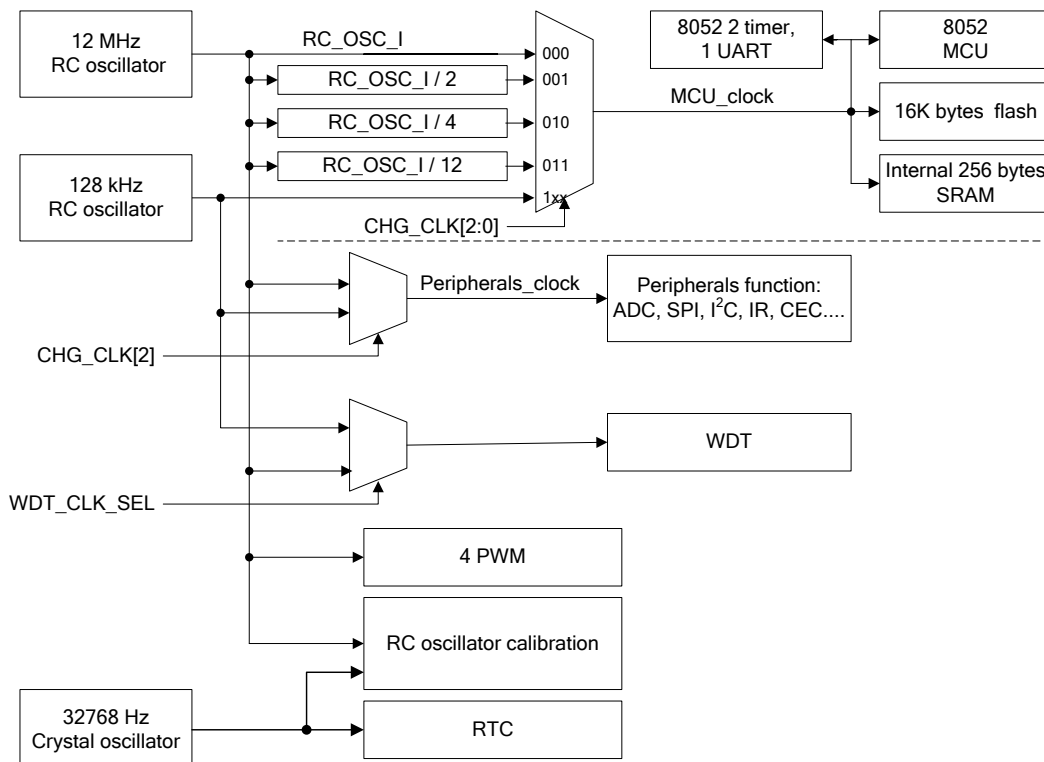 12 MHz
RC oscillator
RC_OSC_I
000
8052 2 timer,
1 UART
8052
MCU
RC_OSC_I / 2
001
MCU_clock
RC_OSC_I / 4
010
16K bytes flash
RC_OSC_I / 12
011
128 kHz
RC oscillator
1xx
Internal 256 bytes
SRAM
CHG_CLK[2:0]
Peripherals_clock
Peripherals function:
ADC, SPI, I²C, IR, CEC....
CHG_CLK[2]
WDT
WDT_CLK_SEL
4 PWM
RC oscillator calibration
32768 Hz
Crystal oscillator
RTC